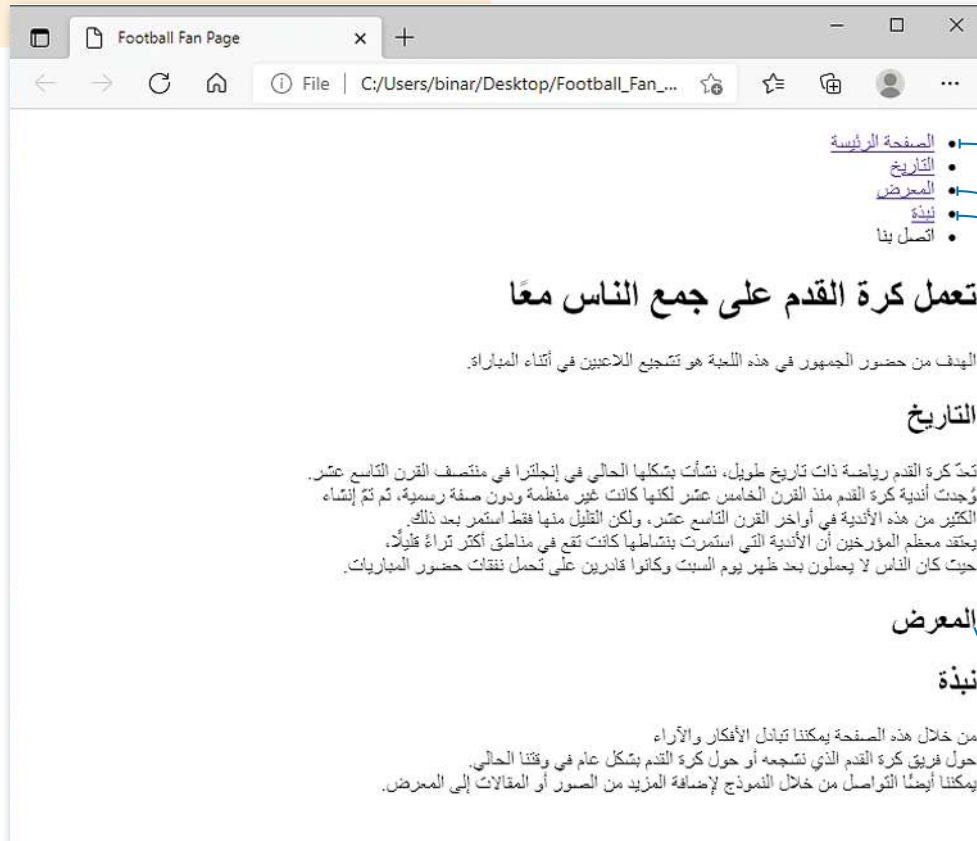 Football Fan Page
File | C:/Users/binar/Desktop/Football_Fan_...
الصفحة الرئيسة
التاريخ
المعرض
نبذة
اتصل بنا
تعمل كرة القدم على جمع الناس معًا
الهدف من حضور الجمهور في هذه اللعبة هو تشجيع اللاعبين في أثناء المباراة.
التاريخ
تعدّ كرة القدم رياضة ذات تاريخ طويل، نشأت بشكلها الحالي في إنجلترا في منتصف القرن التاسع عشر.
وُجدت أندية كرة القدم منذ القرن الخامس عشر لكنها كانت غير منظمة ودون صفة رسمية، ثم تمّ إنشاء
الكثير من هذه الأندية في أواخر القرن التاسع عشر، ولكن القليل منها فقط استمر بعد ذلك.
يعتقد معظم المؤرخين أن الأندية التي استمرت بنشاطها كانت تقع في مناطق أكثر ثراءً قليلًا،
حيث كان الناس لا يعملون بعد ظهر يوم السبت وكانوا قادرين على تحمل نفقات حضور المباريات.
المعرض
نبذة
من خلال هذه الصفحة يمكننا تبادل الأفكار والآراء
حول فريق كرة القدم الذي نشجعه أو حول كرة القدم بشكل عام في وقتنا الحالي.
يمكننا أيضًا التواصل من خلال النموذج لإضافة المزيد من الصور أو المقالات إلى المعرض.